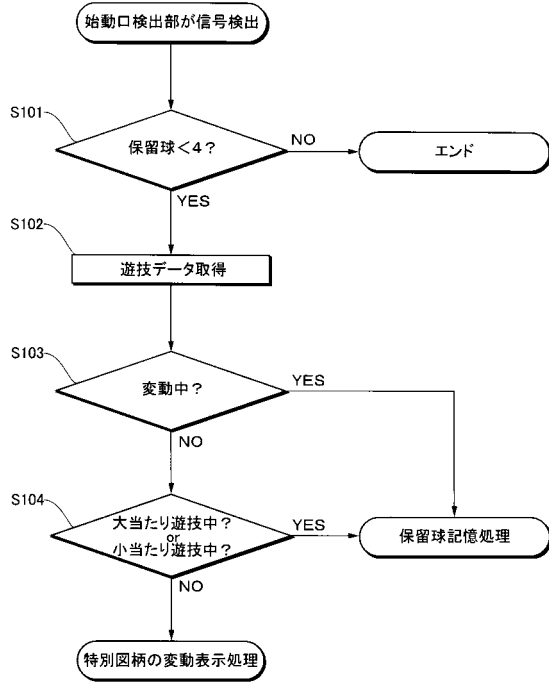 始動口検出部が信号検出
S101
保留球<4?
NO
エンド
YES
S102
遊技データ取得
S103
変動中?
YES
NO
S104
大当たり遊技中?
or
小当たり遊技中?
YES
保留球記憶処理
NO
特別図柄の変動表示処理